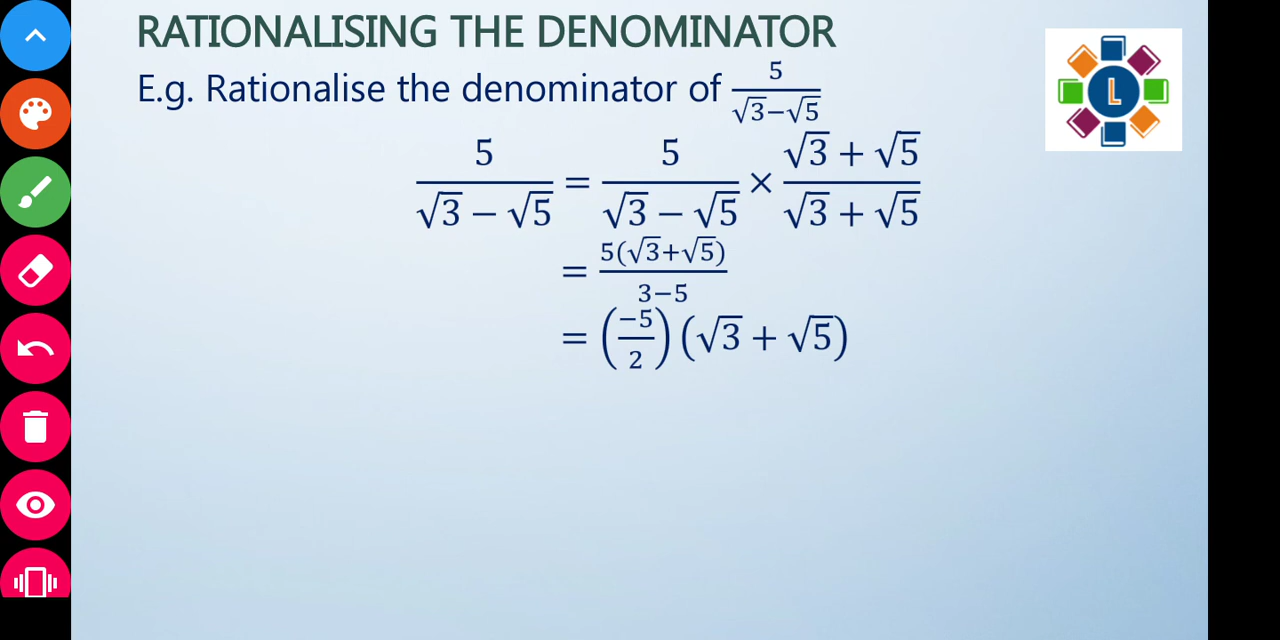 RATIONALISING THE DENOMINATOR
E.g. Rationalise the denominator of 5/(√3−√5)
5/(√3 − √5) = 5/(√3 − √5) × (√3 + √5)/(√3 + √5)
= 5(√3+√5)/(3−5)
= (−5/2) (√3 + √5)
L